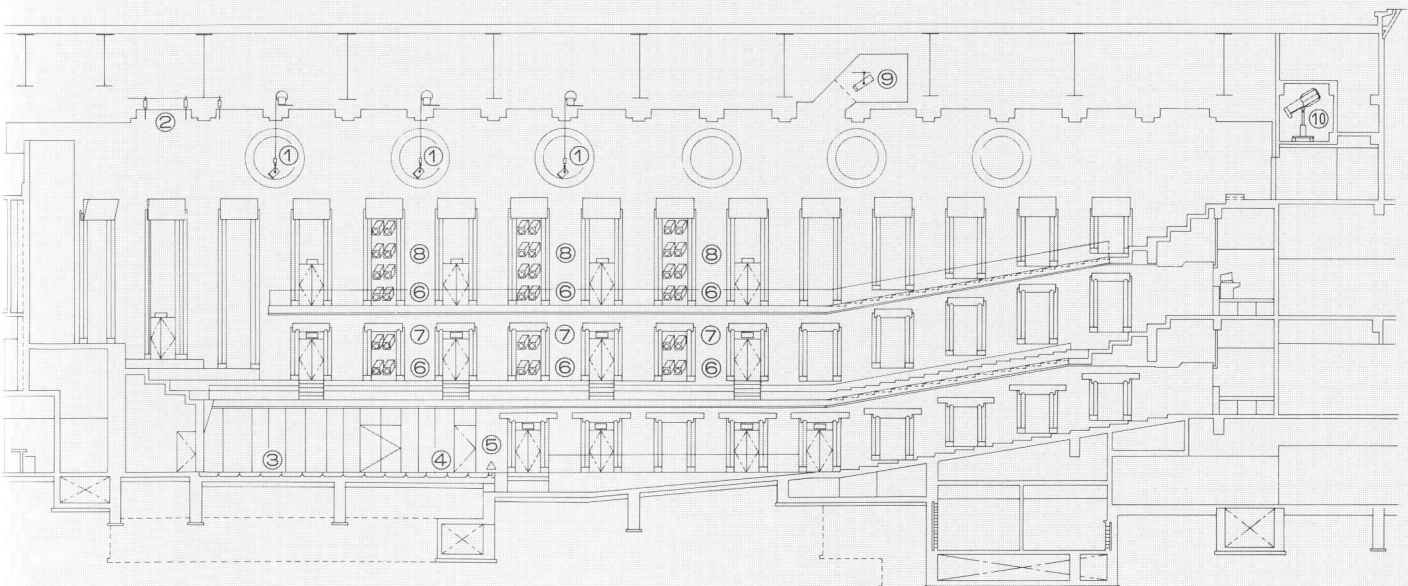 ⑨
⑩
②
① ① ①
⑧ ⑧ ⑧
⑥ ⑥ ⑥
⑦ ⑦ ⑦
⑥ ⑥ ⑥
⑤
③ ④